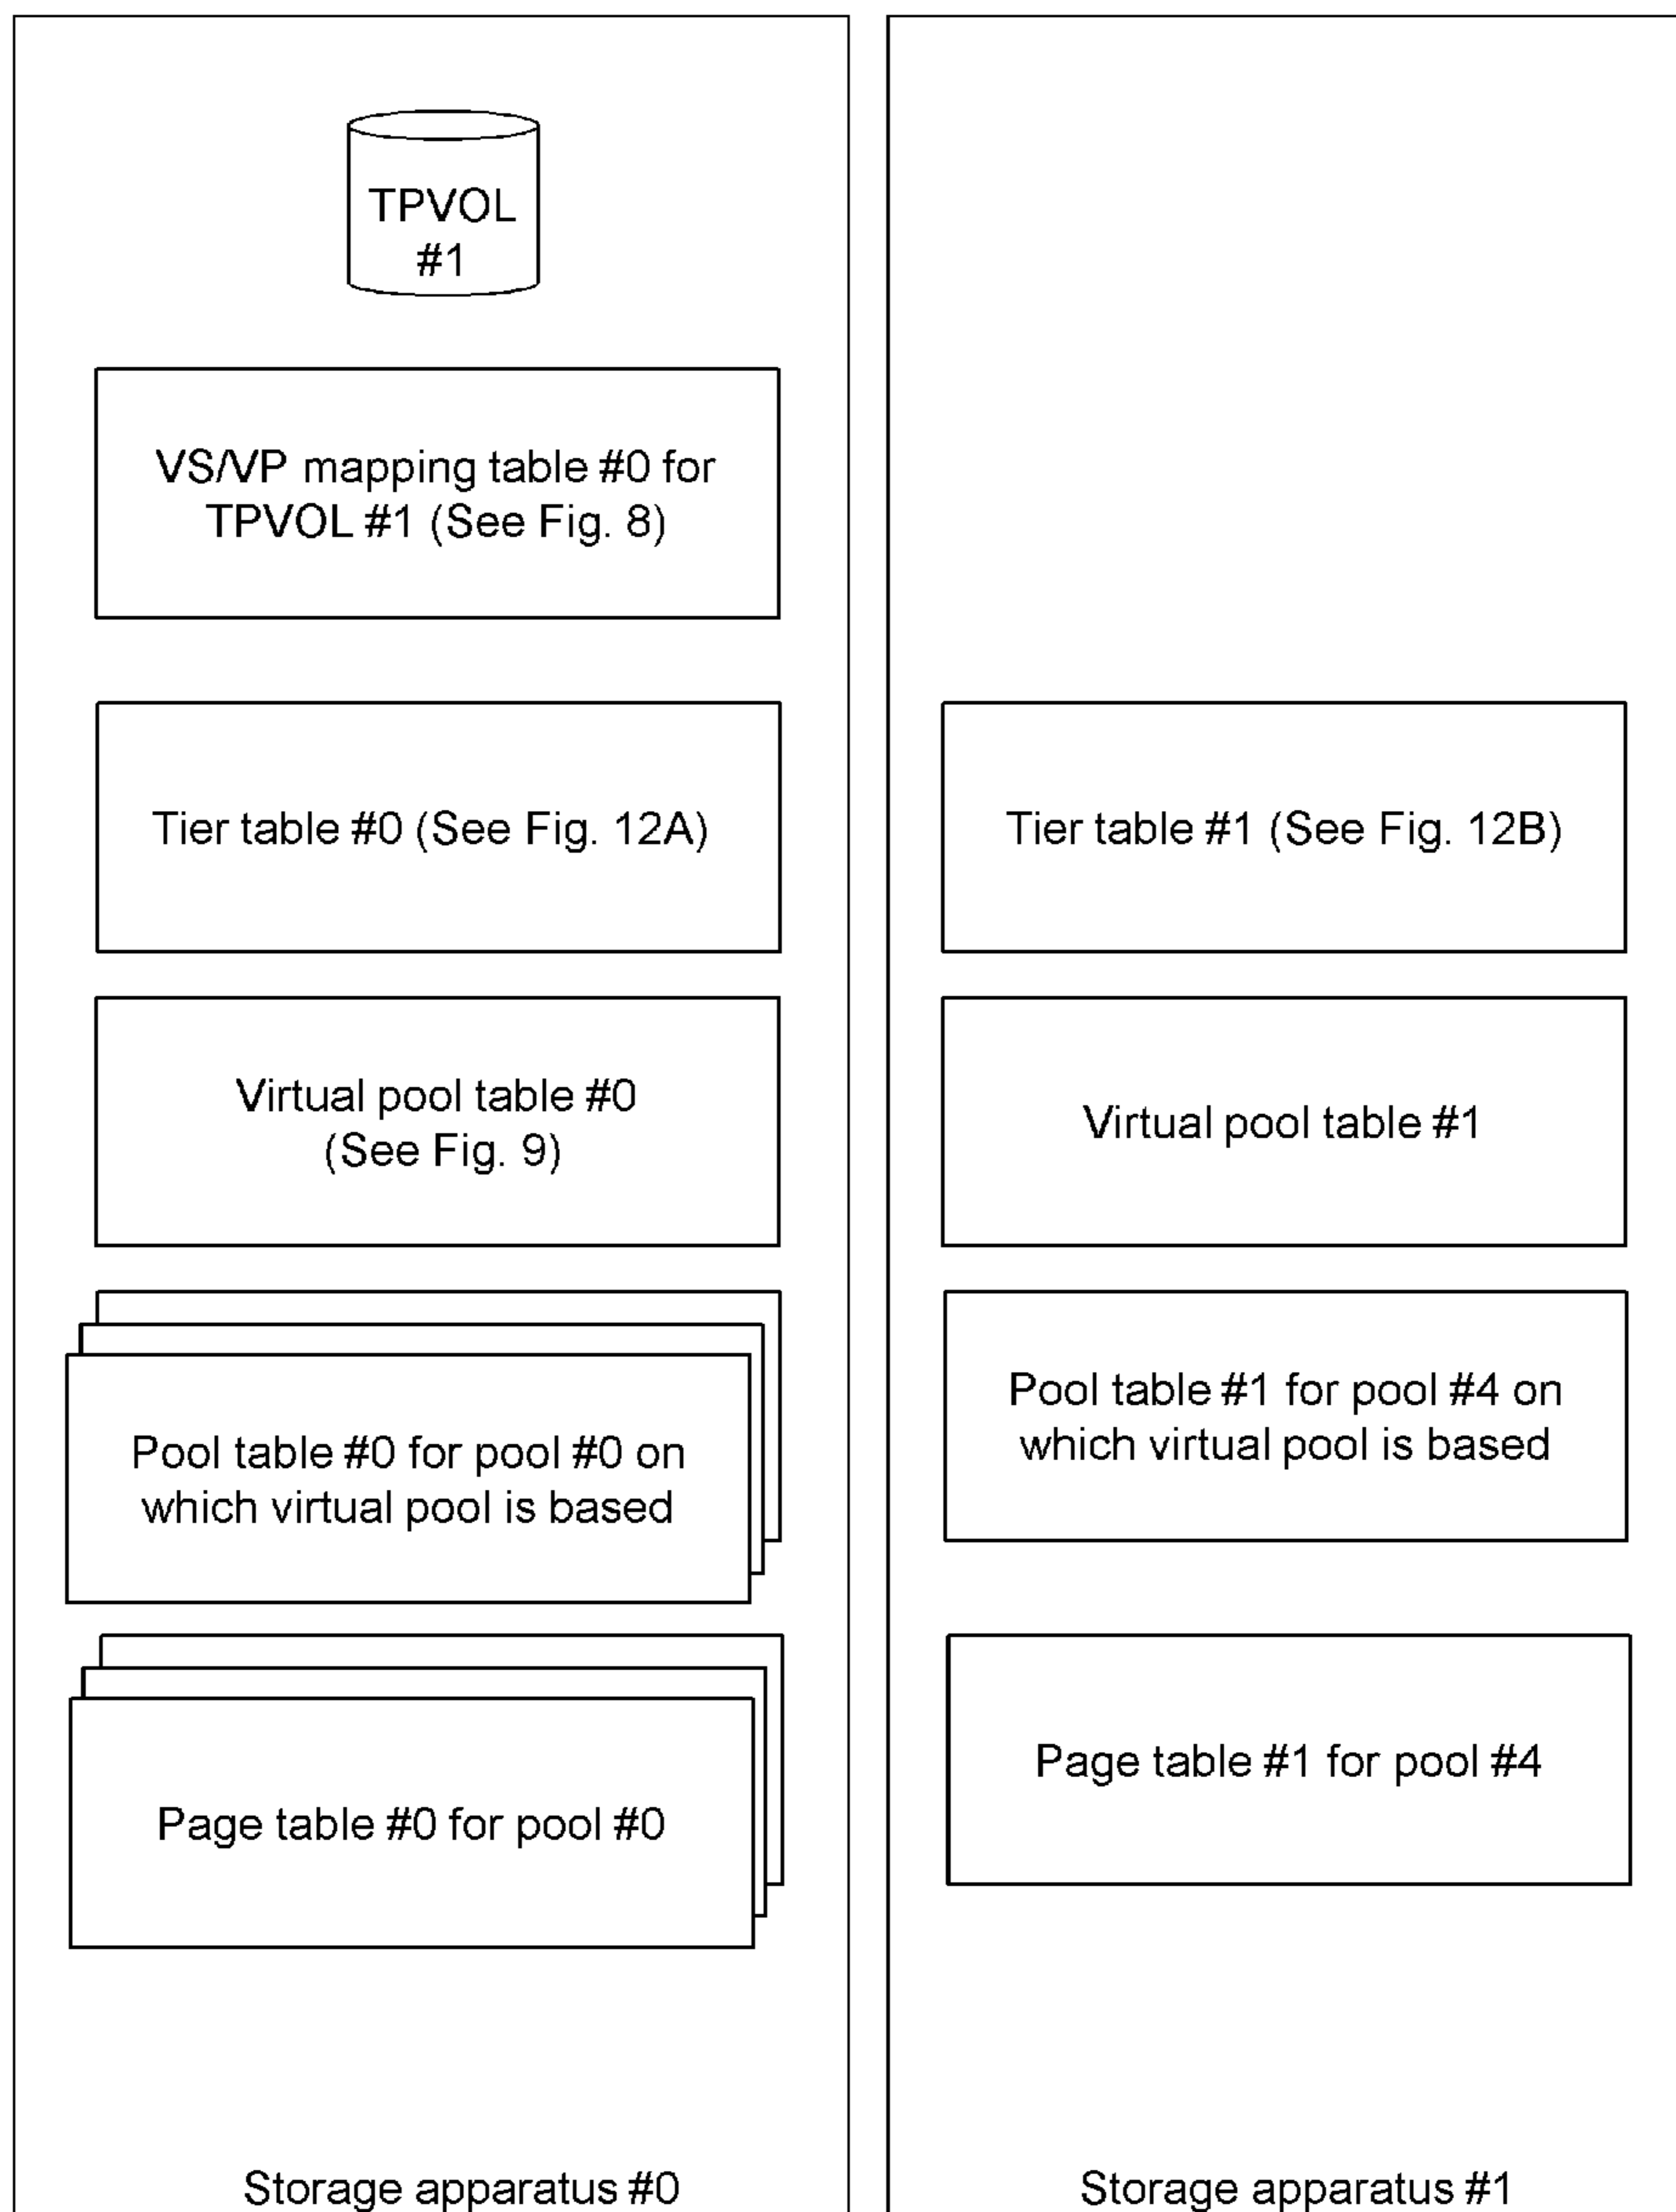 TPVOL
#1
VS/VP mapping table #0 for
TPVOL #1 (See Fig. 8)
Tier table #0 (See Fig. 12A)
Virtual pool table #0
(See Fig. 9)
Pool table #0 for pool #0 on
which virtual pool is based
Page table #0 for pool #0
Storage apparatus #0
Tier table #1 (See Fig. 12B)
Virtual pool table #1
Pool table #1 for pool #4 on
which virtual pool is based
Page table #1 for pool #4
Storage apparatus #1